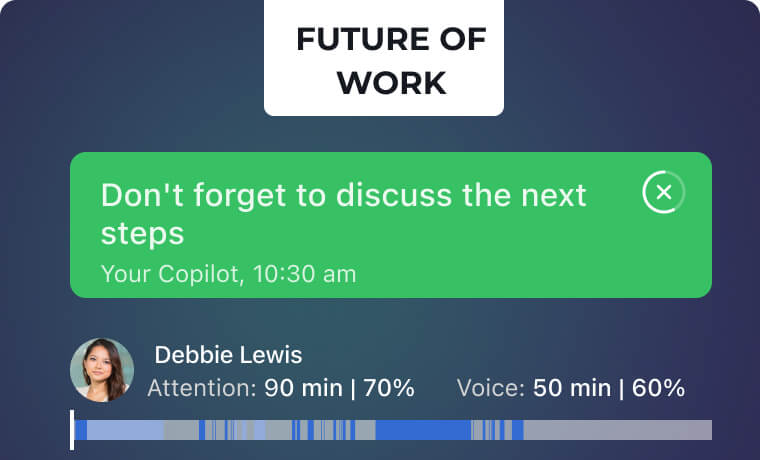 FUTURE OF
WORK
Don't forget to discuss the next
steps
Your Copilot, 10:30 am
Debbie Lewis
Attention: 90 min | 70% Voice: 50 min | 60%